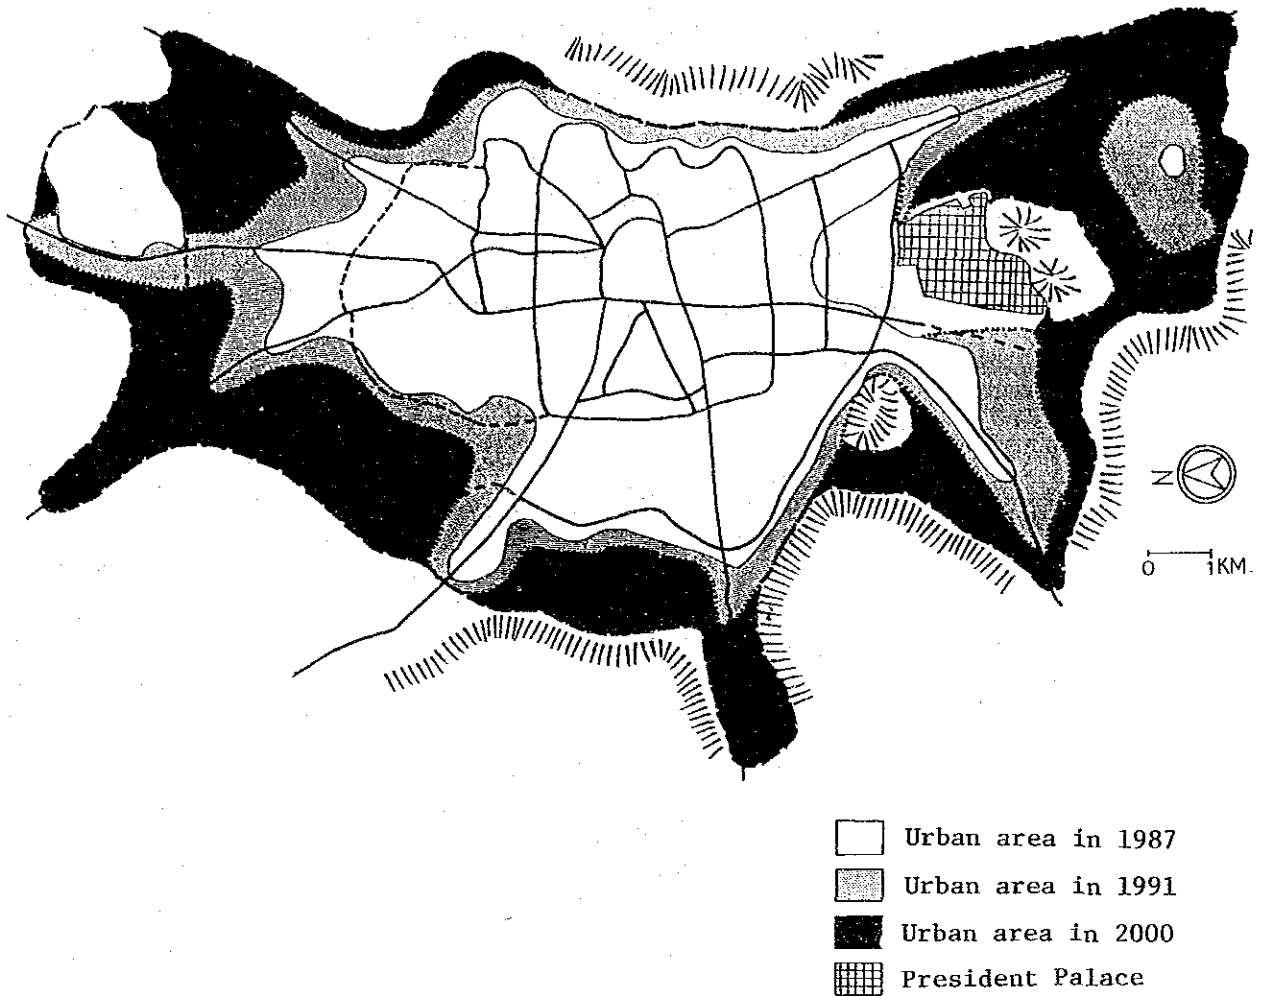 N
0 1KM.
Urban area in 1987
Urban area in 1991
Urban area in 2000
President Palace